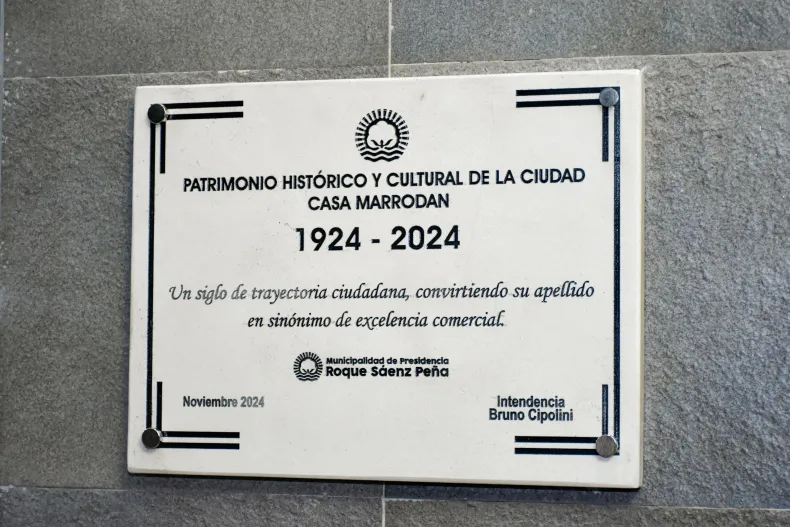 PATRIMONIO HISTÓRICO Y CULTURAL DE LA CIUDAD
CASA MARRODAN
1924 - 2024
Un siglo de trayectoria ciudadana, convirtiendo su apellido
en sinónimo de excelencia comercial.
Municipalidad de Presidencia
Roque Sáenz Peña
Noviembre 2024
Intendencia
Bruno Cipolini